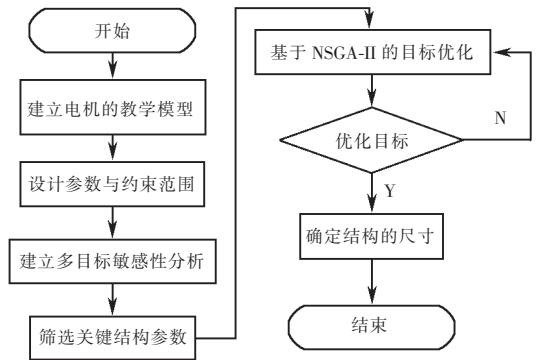 开始
建立电机的教学模型
设计参数与约束范围
建立多目标敏感性分析
筛选关键结构参数
基于 NSGA-II 的目标优化
优化目标
N
Y
确定结构的尺寸
结束